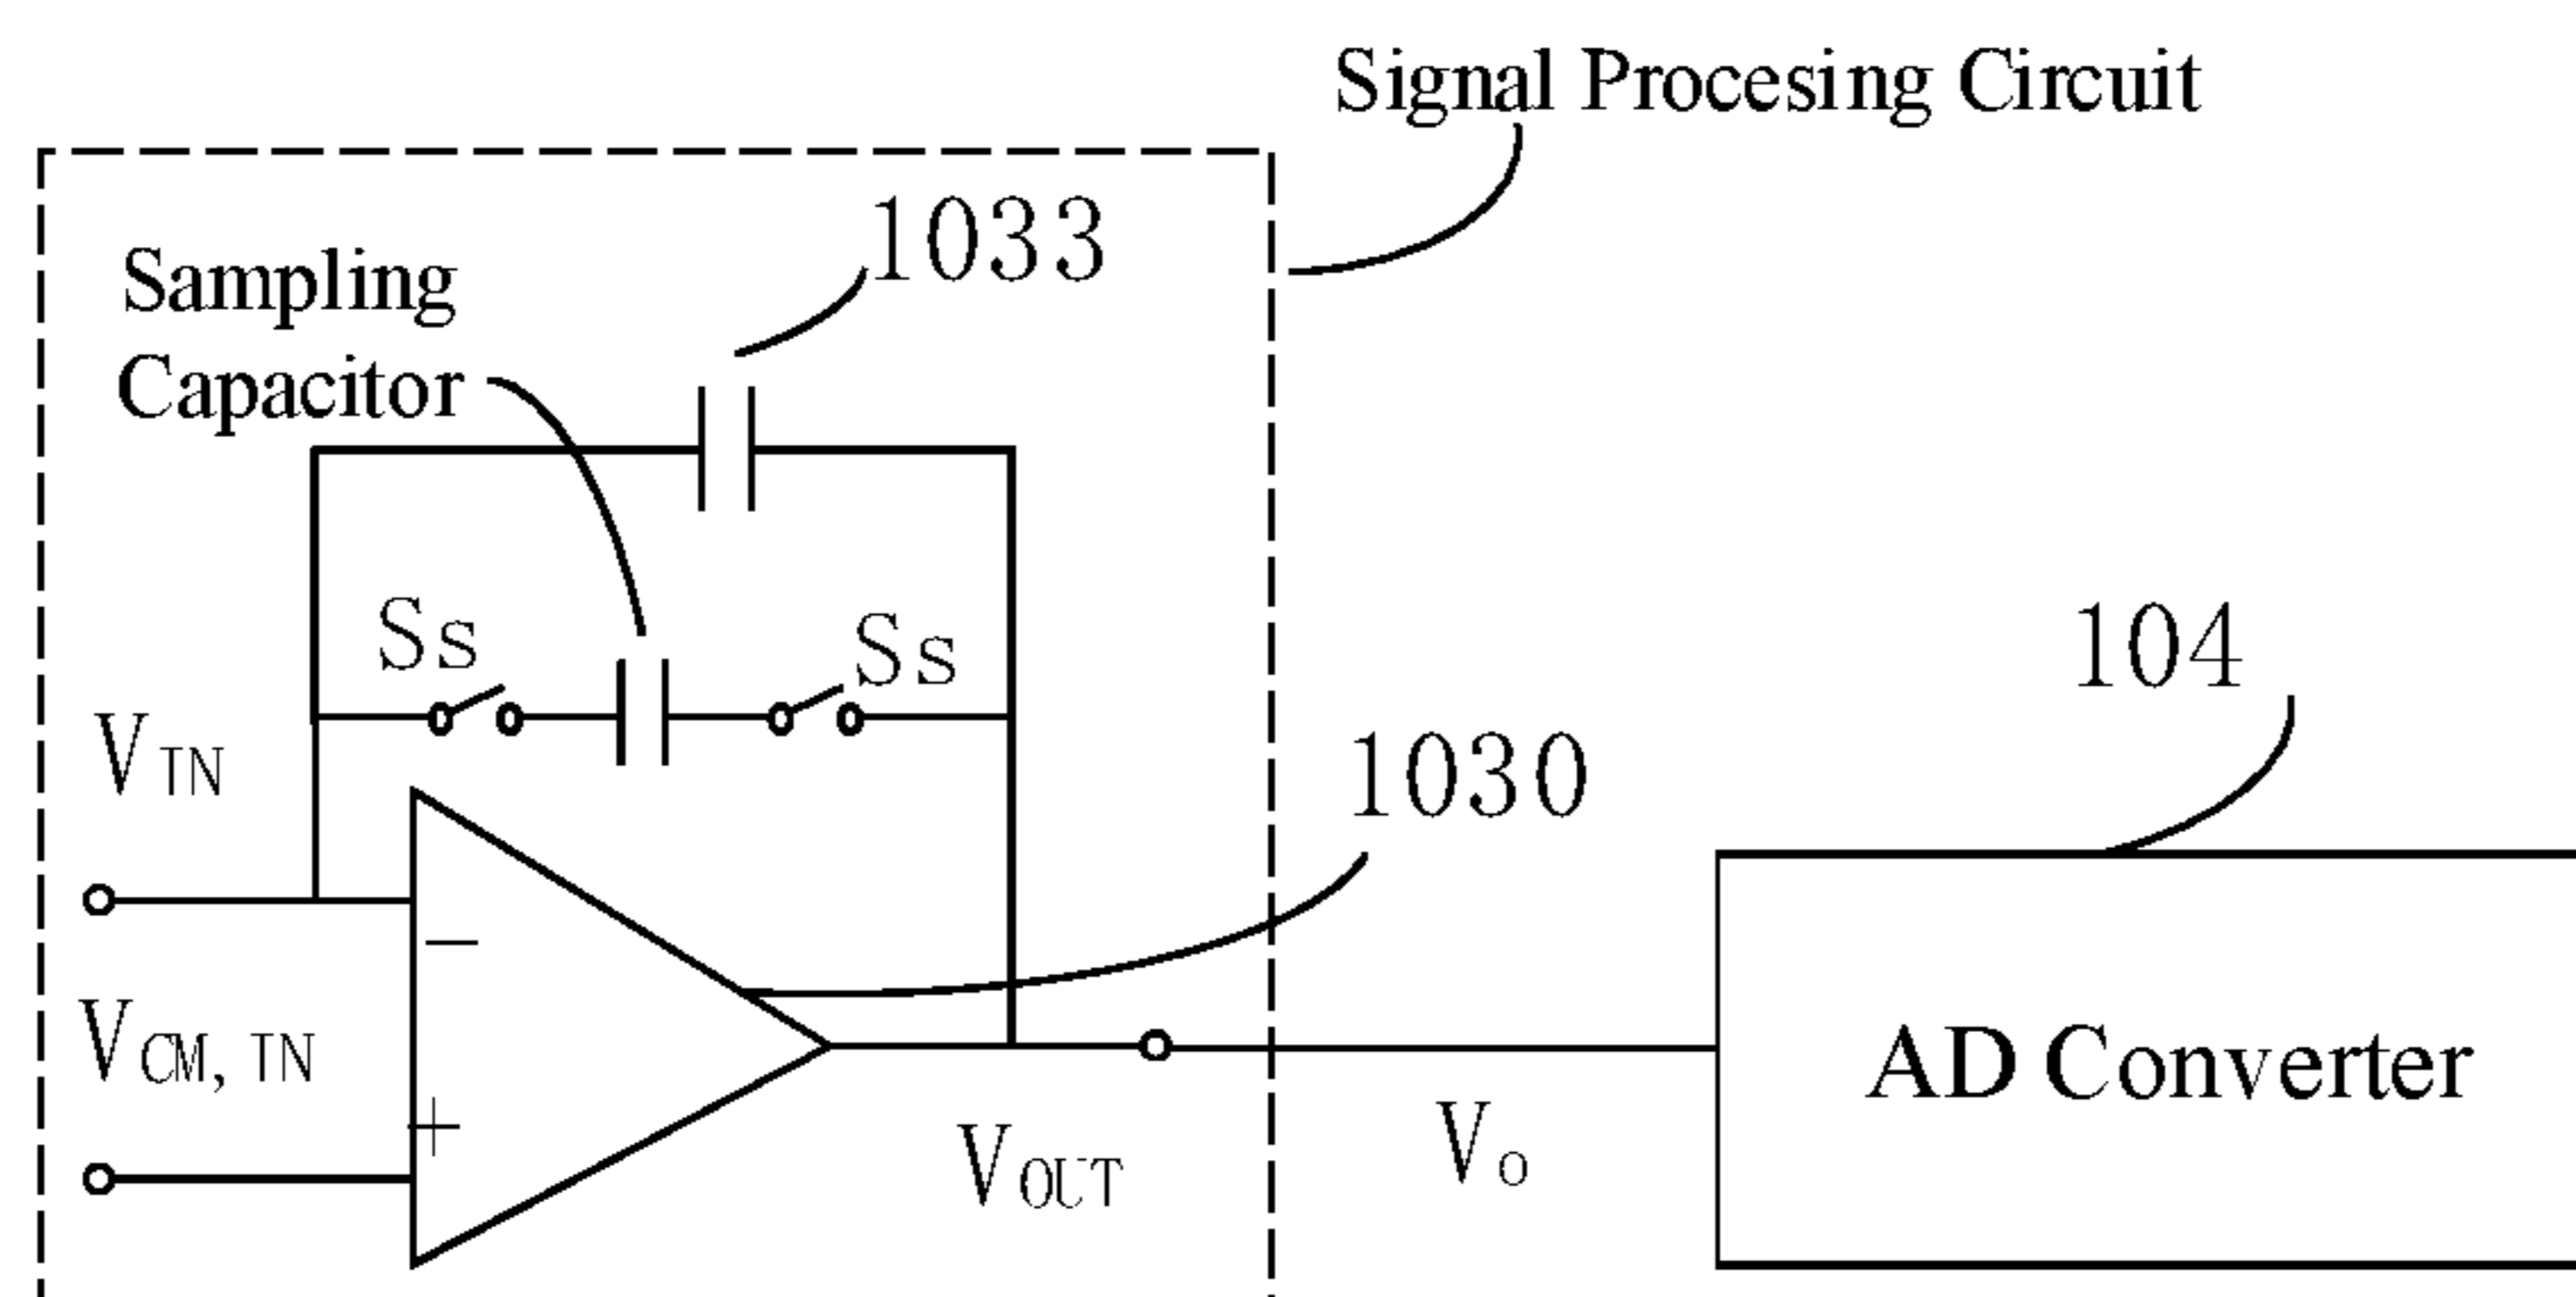 Signal Procesing Circuit
1033
Sampling
Capacitor
Ss
Ss
104
VIN
1030
−
VCM, IN
AD Converter
+
VOUT
Vo